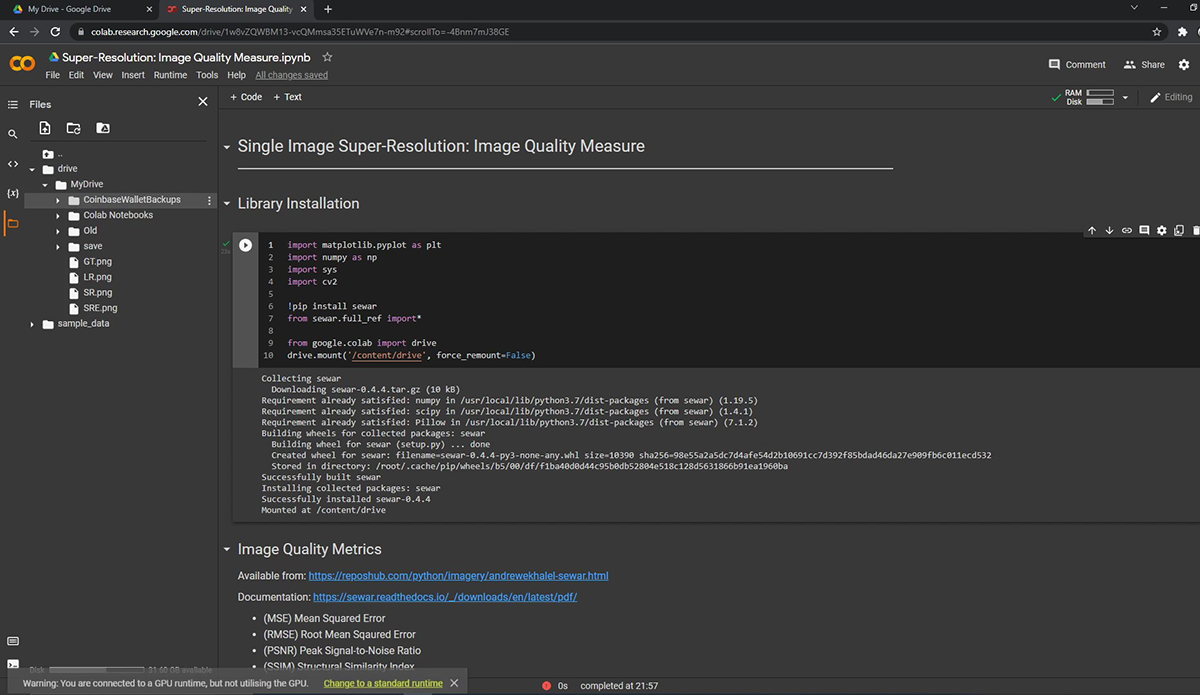 My Drive - Google Drive
Super-Resolution: Image Quality
colab.research.google.com/drive/1w8vZQWBM13-vcQMmsa35ETuWVe7n-m92#scrollTo=-4Bnm7mJ38GE
Super-Resolution: Image Quality Measure.ipynb
Comment Share
File Edit View Insert Runtime Tools Help All changes saved
Files
+ Code + Text
RAM
Disk
Editing
..
drive
MyDrive
CoinbaseWalletBackups
Colab Notebooks
Old
save
GT.png
LR.png
SR.png
SRE.png
sample_data
Single Image Super-Resolution: Image Quality Measure
Library Installation
1 import matplotlib.pyplot as plt
2 import numpy as np
3 import sys
4 import cv2
5
6 !pip install sewar
7 from sewar.full_ref import*
8
9 from google.colab import drive
10 drive.mount('/content/drive', force_remount=False)
Collecting sewar
Downloading sewar-0.4.4.tar.gz (10 kB)
Requirement already satisfied: numpy in /usr/local/lib/python3.7/dist-packages (from sewar) (1.19.5)
Requirement already satisfied: scipy in /usr/local/lib/python3.7/dist-packages (from sewar) (1.4.1)
Requirement already satisfied: Pillow in /usr/local/lib/python3.7/dist-packages (from sewar) (7.1.2)
Building wheels for collected packages: sewar
Building wheel for sewar (setup.py) ... done
Created wheel for sewar: filename=sewar-0.4.4-py3-none-any.whl size=10390 sha256=98e55a2a5dc7d4afe54d2b10691cc7d392f85bdad46da27e909fb6c011ecd532
Stored in directory: /root/.cache/pip/wheels/b5/00/df/f1ba40d0d44c95b0db52804e518c128d5631866b91ea1960ba
Successfully built sewar
Installing collected packages: sewar
Successfully installed sewar-0.4.4
Mounted at /content/drive
Image Quality Metrics
Available from: https://reposhub.com/python/imagery/andrewekhalel-sewar.html
Documentation: https://sewar.readthedocs.io/_/downloads/en/latest/pdf/
• (MSE) Mean Squared Error
• (RMSE) Root Mean Sqaured Error
• (PSNR) Peak Signal-to-Noise Ratio
• (SSIM) Structural Similarity Index
Disk 31.60 GB available
Warning: You are connected to a GPU runtime, but not utilising the GPU. Change to a standard runtime
0s completed at 21:57